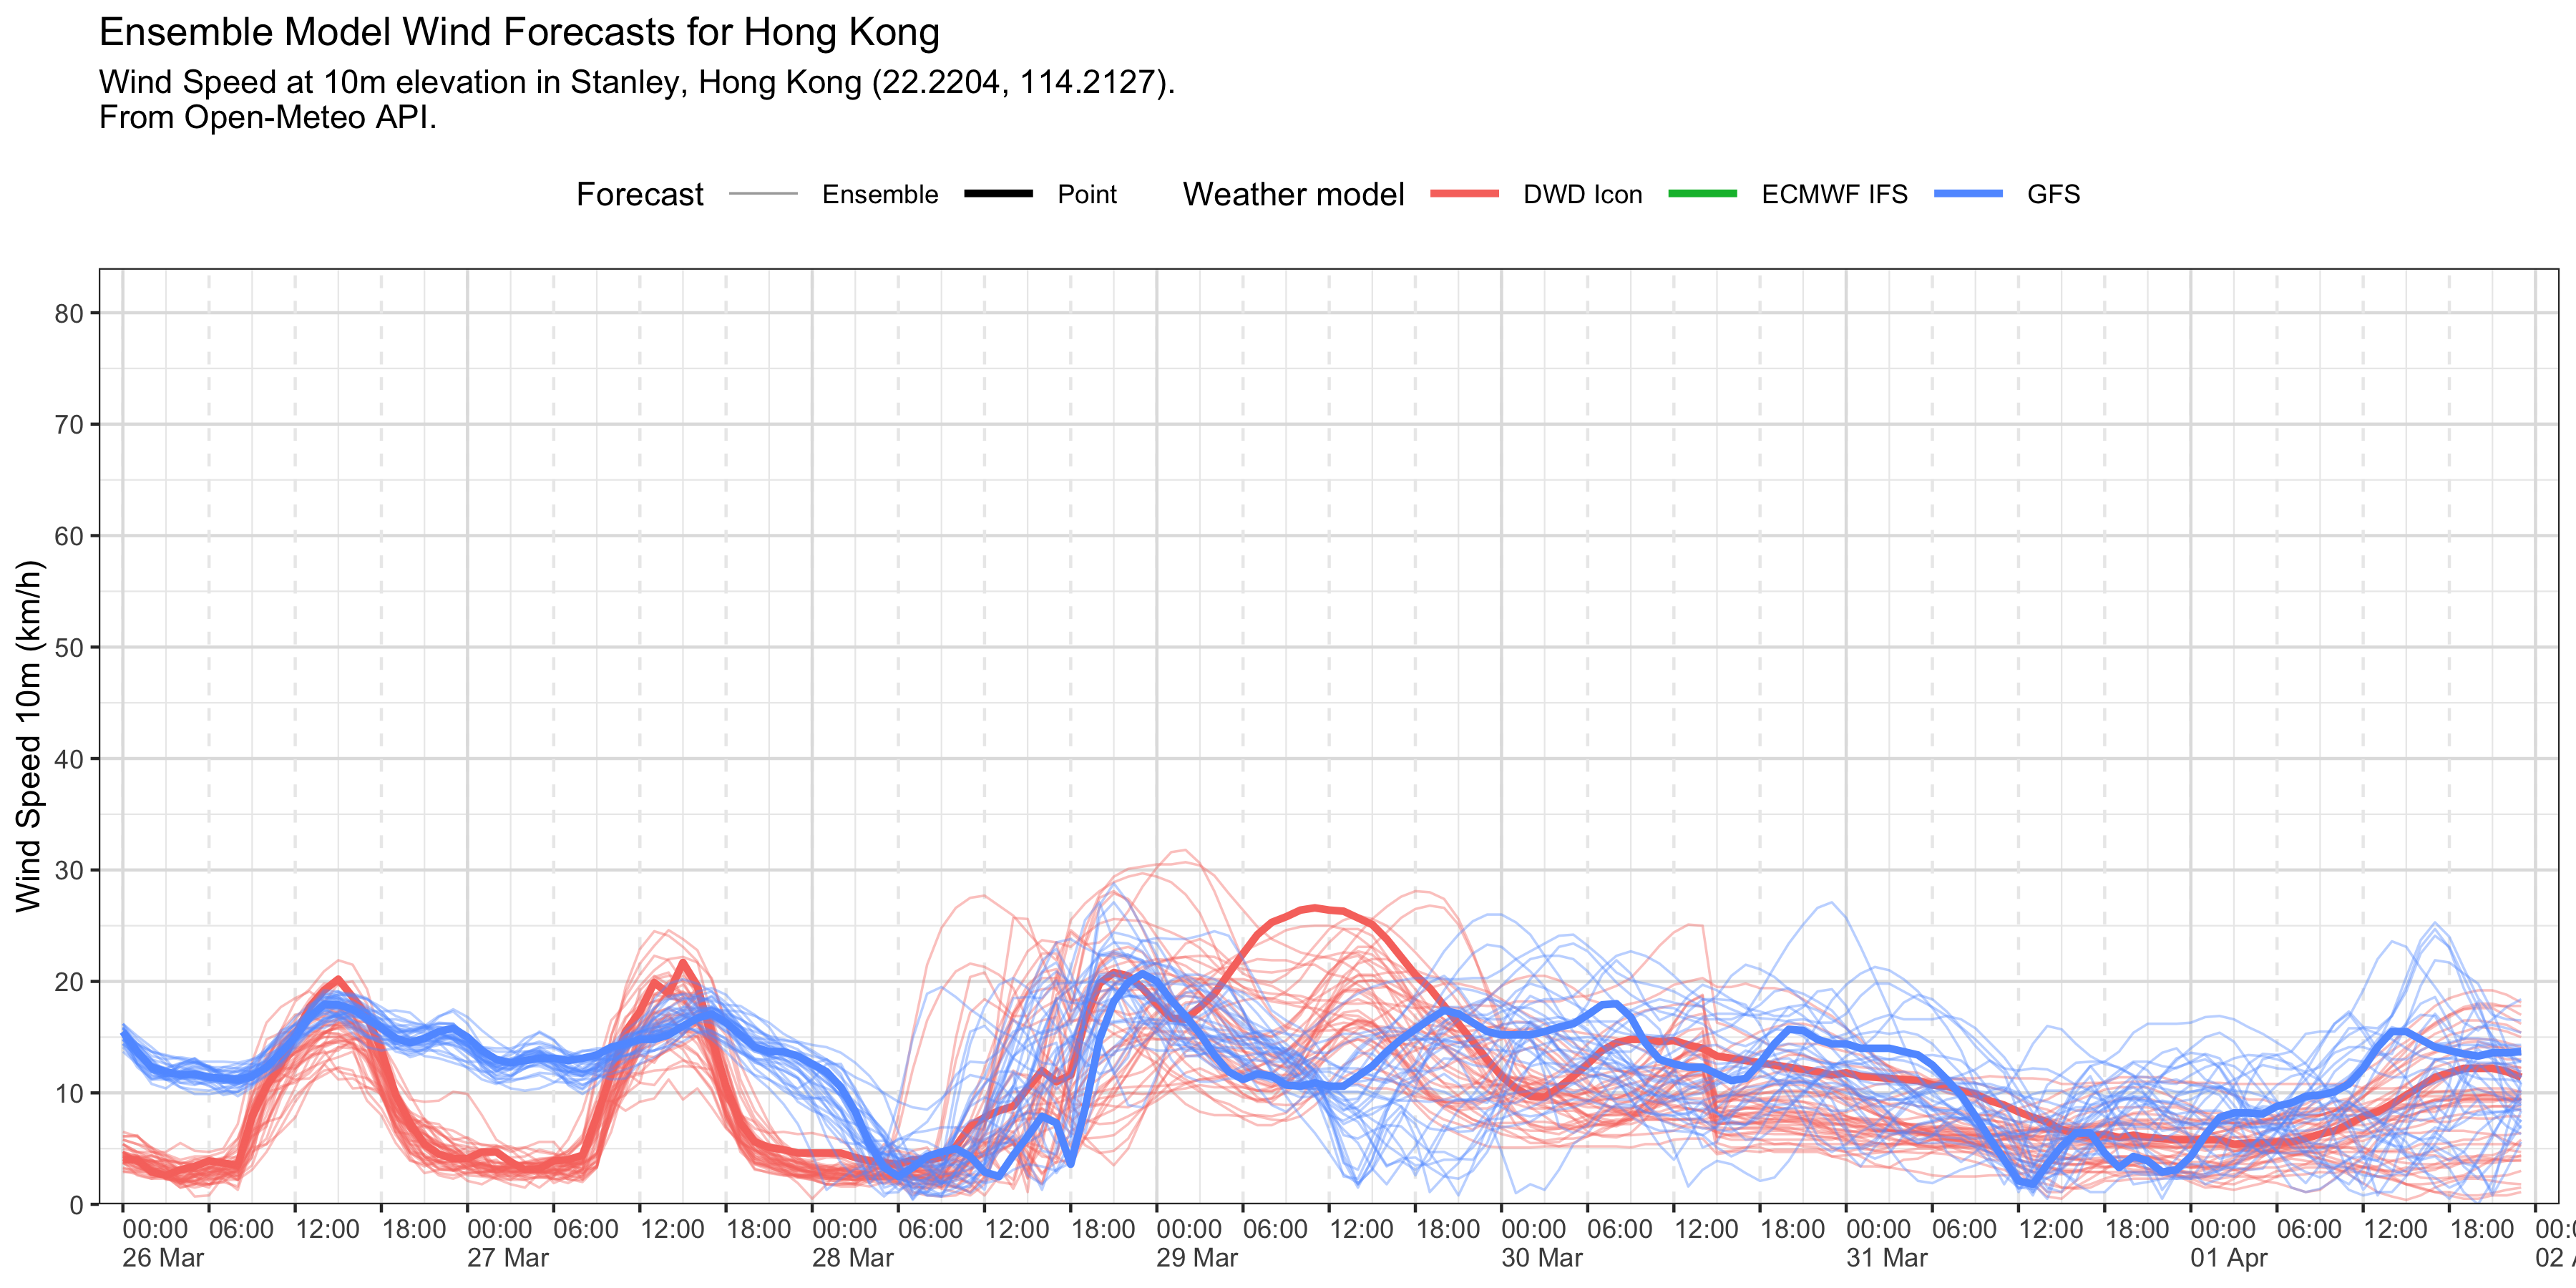 Ensemble Model Wind Forecasts for Hong Kong
Wind Speed at 10m elevation in Stanley, Hong Kong (22.2204, 114.2127).
From Open-Meteo API.
Forecast Ensemble Point Weather model DWD Icon ECMWF IFS GFS
Wind Speed 10m (km/h)
80
70
60
50
40
30
20
10
0
00:00 06:00 12:00 18:00 00:00 06:00 12:00 18:00 00:00 06:00 12:00 18:00 00:00 06:00 12:00 18:00 00:00 06:00 12:00 18:00 00:00 06:00 12:00 18:00 00:00 06:00 12:00 18:00
26 Mar 27 Mar 28 Mar 29 Mar 30 Mar 31 Mar 01 Apr 02